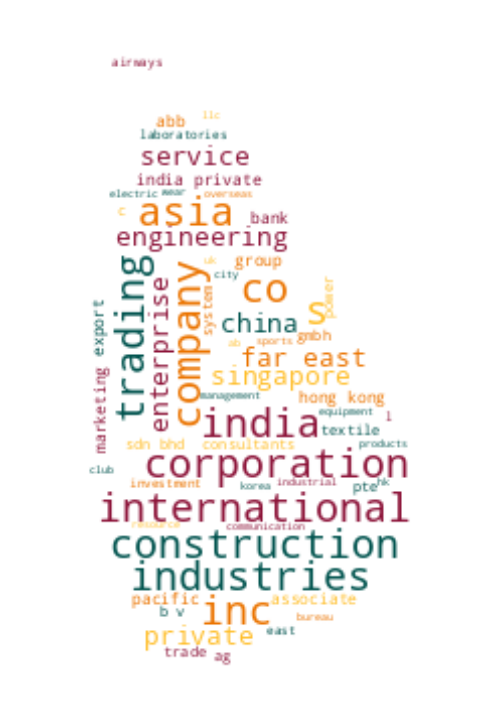 airways
abb
llc
laboratories
service
india private
electric
wear
overseas
c
asia
bank
engineering
uk
group
trading
enterprise
company
system
city
co
s
power
export
china
gmbh
ab
sports
far east
marketing
singapore
management
hong kong
india
equipment
l
textile
sdn bhd
consultants
products
club
corporation
investment
korea
industrial
pte
hk
international
resource
communication
construction
industries
pacific
inc
associate
b v
bureau
private
east
trade
ag